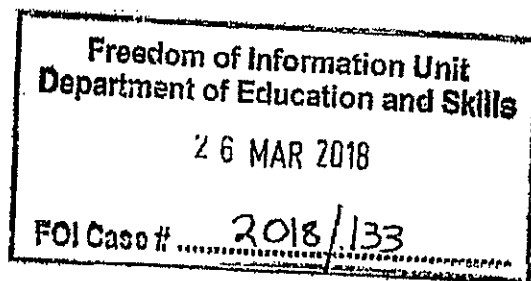 Freedom of Information Unit
Department of Education and Skills
26 MAR 2018
FOI Case # ........ 2018/133 ........